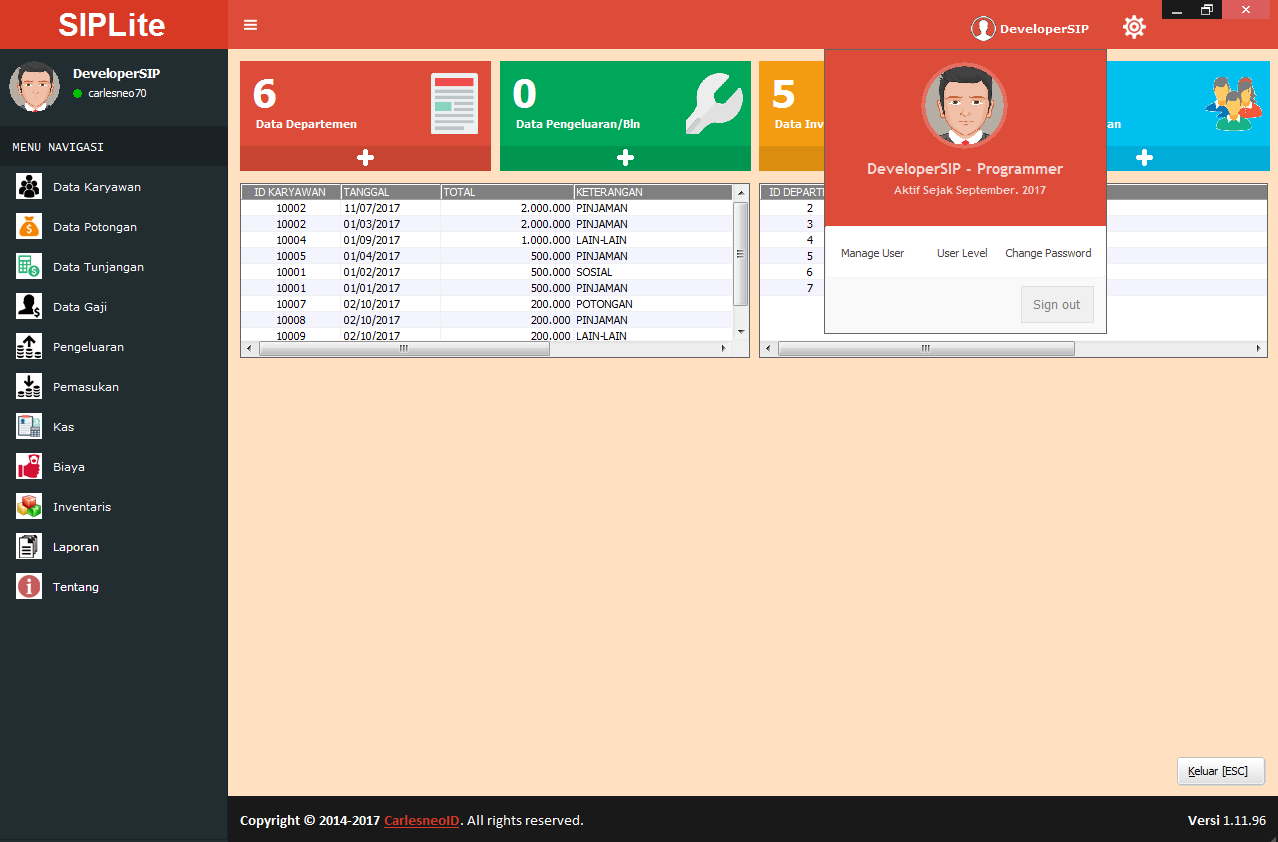 SIPLite
DeveloperSIP
DeveloperSIP
carlesneo70
MENU NAVIGASI
Data Karyawan
Data Potongan
Data Tunjangan
Data Gaji
Pengeluaran
Pemasukan
Kas
Biaya
Inventaris
Laporan
Tentang
6
Data Departemen
0
Data Pengeluaran/Bln
5
Data Inv
an
DeveloperSIP - Programmer
Aktif Sejak September. 2017
Manage User User Level Change Password
Sign out
ID KARYAWAN TANGGAL TOTAL KETERANGAN
10002 11/07/2017 2.000.000 PINJAMAN
10002 01/03/2017 2.000.000 PINJAMAN
10004 01/09/2017 1.000.000 LAIN-LAIN
10005 01/04/2017 500.000 PINJAMAN
10001 01/02/2017 500.000 SOSIAL
10001 01/01/2017 500.000 PINJAMAN
10007 02/10/2017 200.000 POTONGAN
10008 02/10/2017 200.000 PINJAMAN
10009 02/10/2017 200.000 LAIN-LAIN
ID DEPARTE
2
3
4
5
6
7
Keluar [ESC]
Copyright © 2014-2017 CarlesneoID. All rights reserved.
Versi 1.11.96